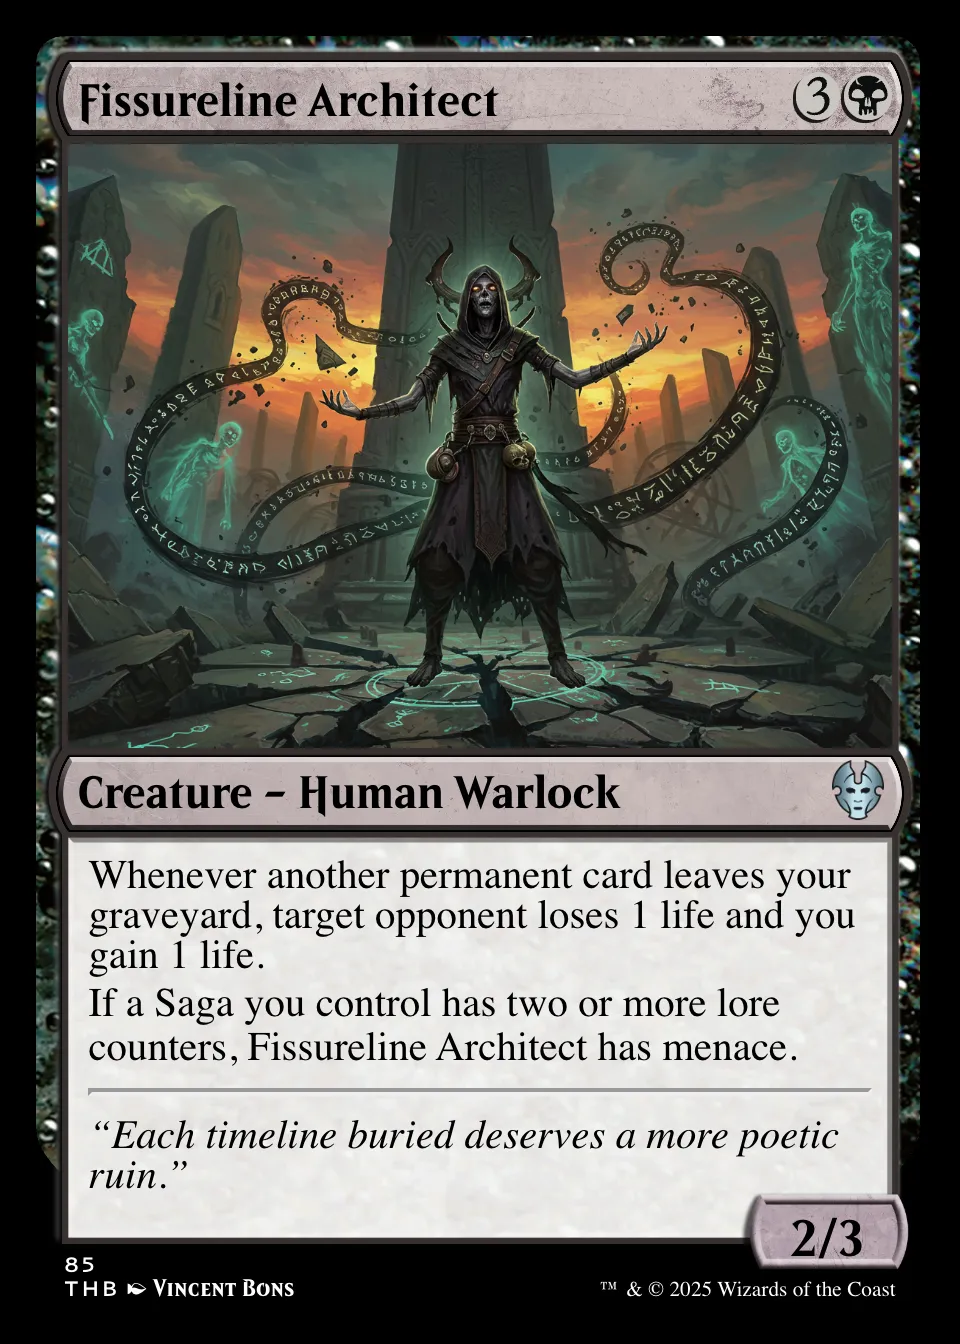 Fissureline Architect 3
Creature – Human Warlock
Whenever another permanent card leaves your
graveyard, target opponent loses 1 life and you
gain 1 life.
If a Saga you control has two or more lore
counters, Fissureline Architect has menace.
“Each timeline buried deserves a more poetic
ruin.”
2/3
85
THB Vincent Bons
™ & © 2025 Wizards of the Coast